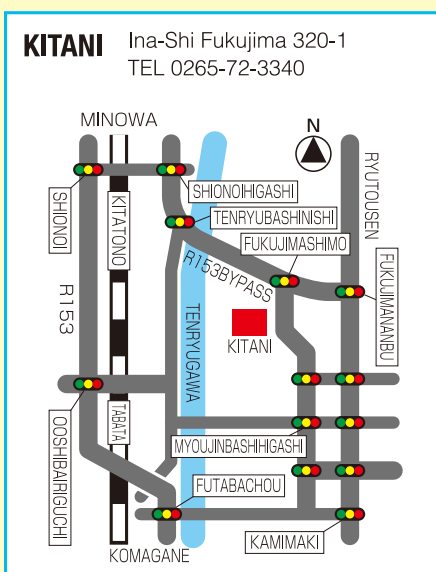 KITANI Ina-Shi Fukujima 320-1
TEL 0265-72-3340
MINOWA
N
RYUTOUSEN
SHIONOI
KITATONO
SHIONOIHIGASHI
TENRYUBASHINISHI
FUKUJIMASHIMO
R153BYPASS
FUKUJIMANANBU
R153
TENRYUGAWA
KITANI
OOSHIBAIRIGUCHI
TABATA
MYOUJINBASHIHIGASHI
FUTABACHOU
KAMIMAKI
KOMAGANE